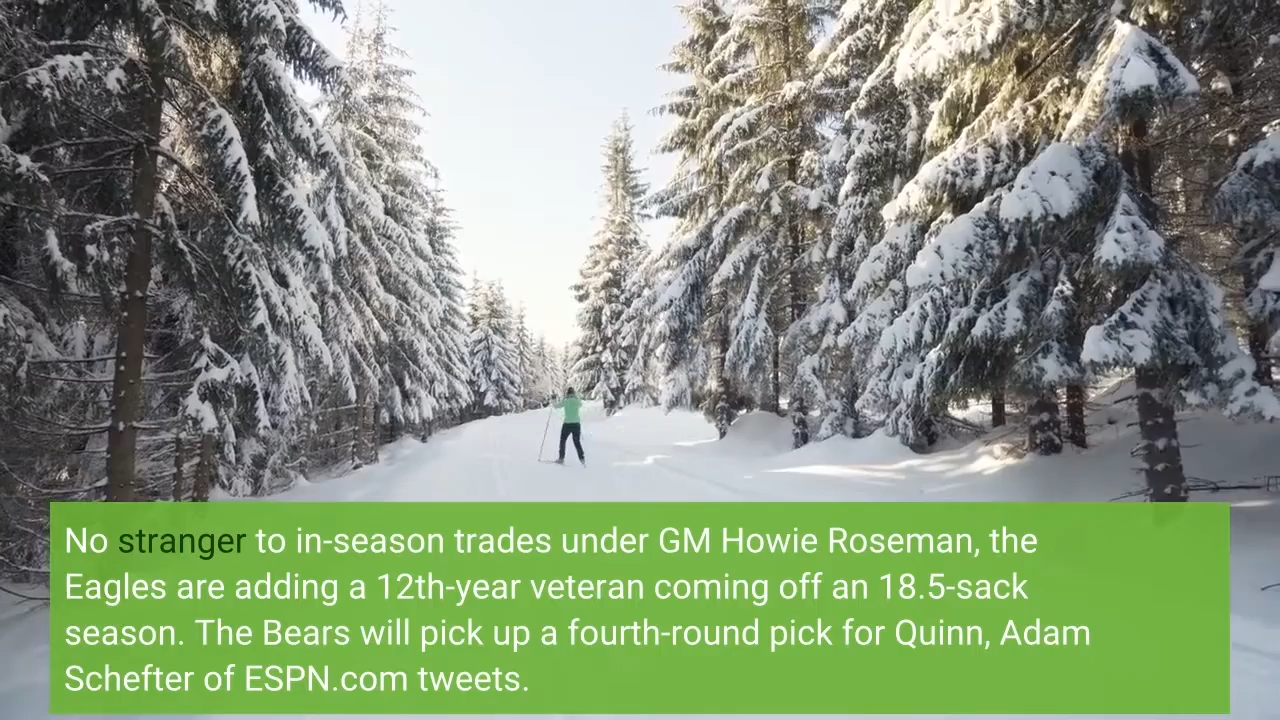 No stranger to in-season trades under GM Howie Roseman, the
Eagles are adding a 12th-year veteran coming off an 18.5-sack
season. The Bears will pick up a fourth-round pick for Quinn, Adam
Schefter of ESPN.com tweets.